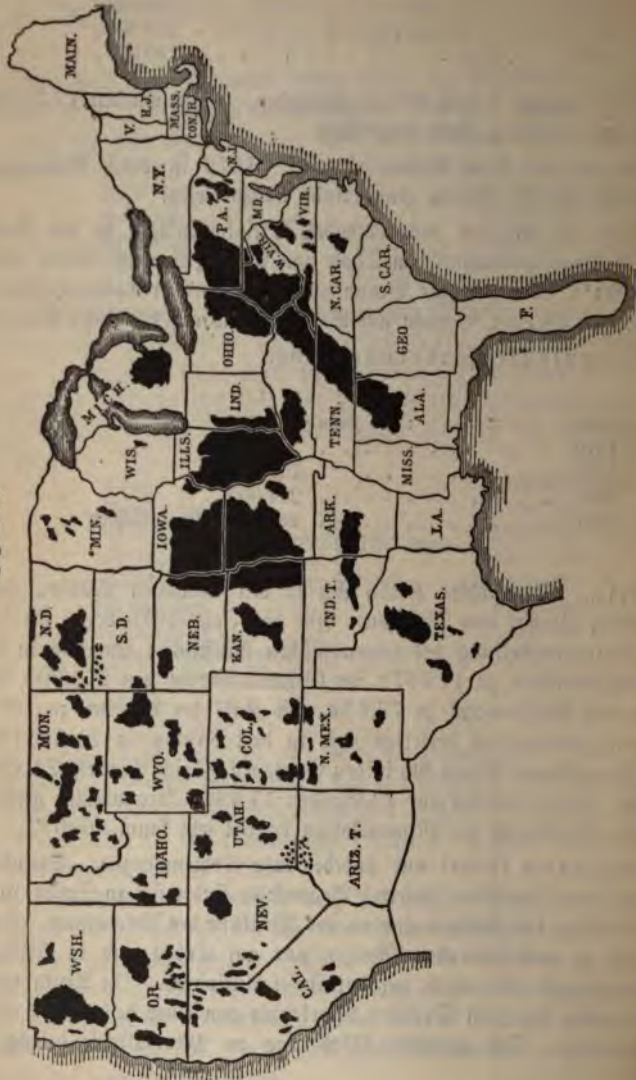 MAIN.
V.
H.J.
MASS.
CON.
R.
N.Y.
N.J.
PA.
MD.
VIR.
W.VIR.
N.CAR.
S.CAR.
GEO.
F.
OHIO.
MICH.
IND.
TENN.
ALA.
MISS.
WIS.
ILLS.
MIN.
IOWA.
ARK.
LA.
N.D.
S.D.
NEB.
KAN.
IND.T.
TEXAS.
MON.
WYO.
COL.
N.MEX.
IDAHO.
UTAH.
ARIZ.T.
WSH.
OR.
NEV.
CAL.